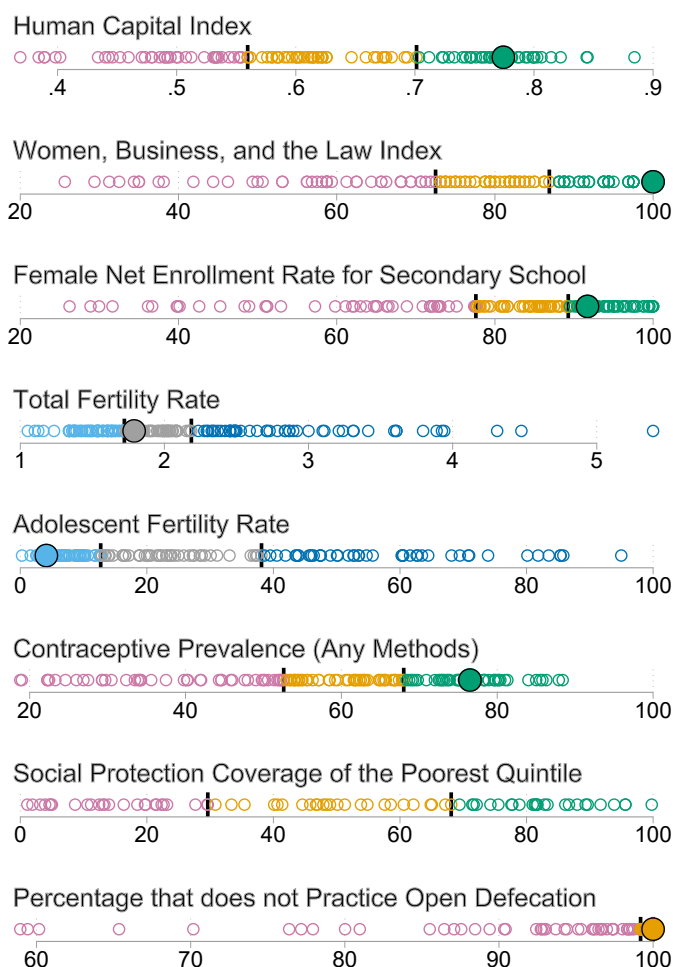 Human Capital Index
.4 .5 .6 .7 .8 .9
Women, Business, and the Law Index
20 40 60 80 100
Female Net Enrollment Rate for Secondary School
20 40 60 80 100
Total Fertility Rate
1 2 3 4 5
Adolescent Fertility Rate
0 20 40 60 80 100
Contraceptive Prevalence (Any Methods)
20 40 60 80 100
Social Protection Coverage of the Poorest Quintile
0 20 40 60 80 100
Percentage that does not Practice Open Defecation
60 70 80 90 100